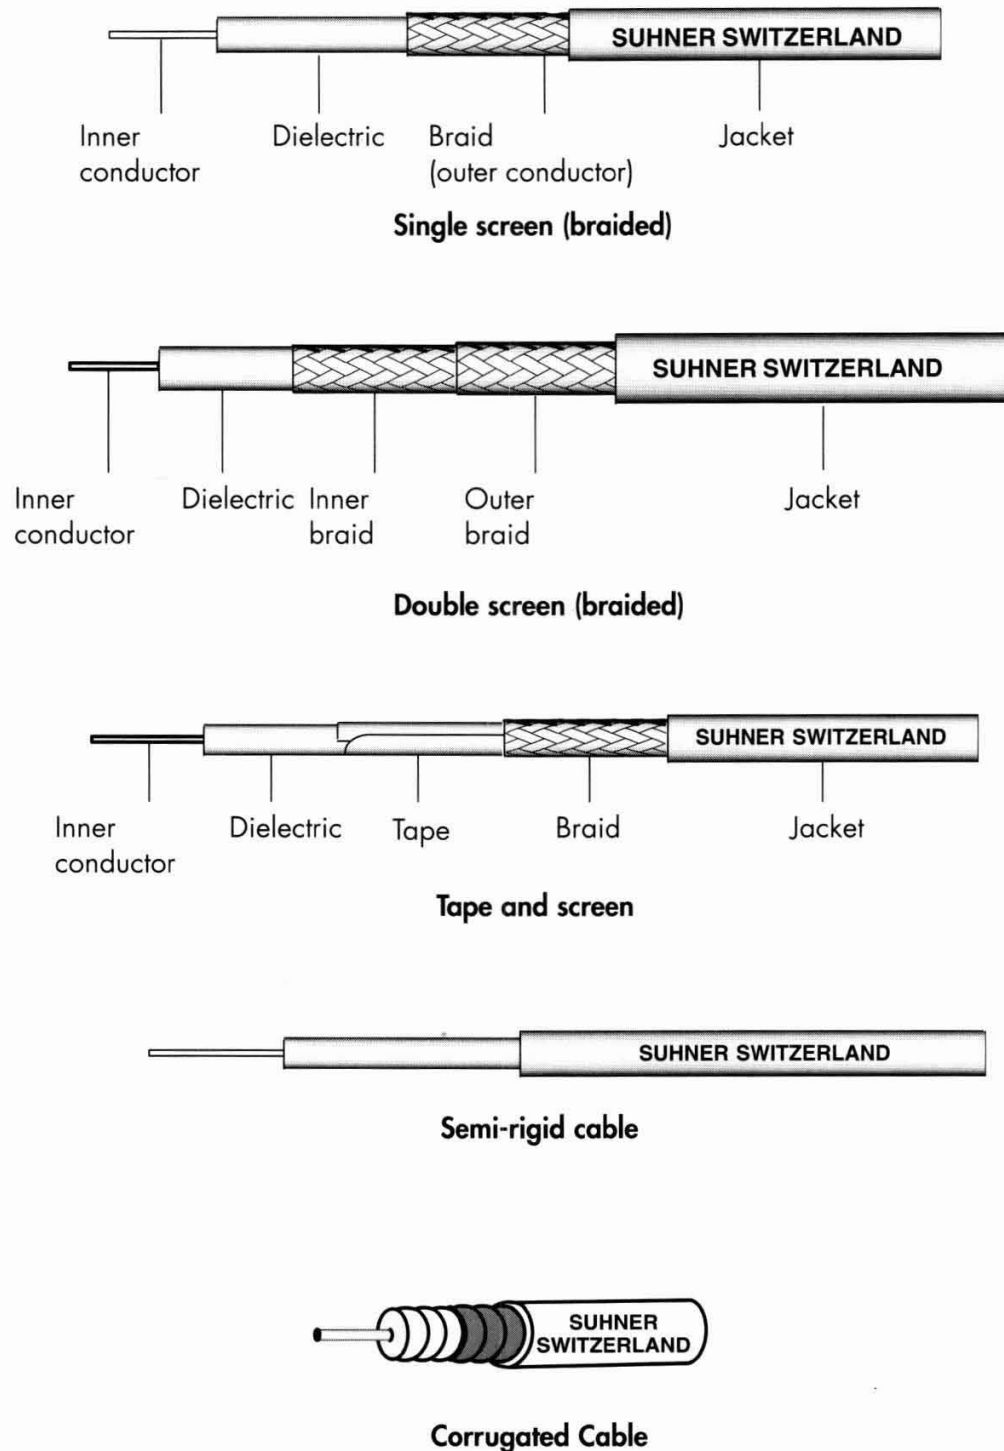 SUHNER SWITZERLAND
Inner conductor
Dielectric
Braid (outer conductor)
Jacket
Single screen (braided)
SUHNER SWITZERLAND
Inner conductor
Dielectric
Inner braid
Outer braid
Jacket
Double screen (braided)
SUHNER SWITZERLAND
Inner conductor
Dielectric
Tape
Braid
Jacket
Tape and screen
SUHNER SWITZERLAND
Semi-rigid cable
SUHNER
SWITZERLAND
Corrugated Cable